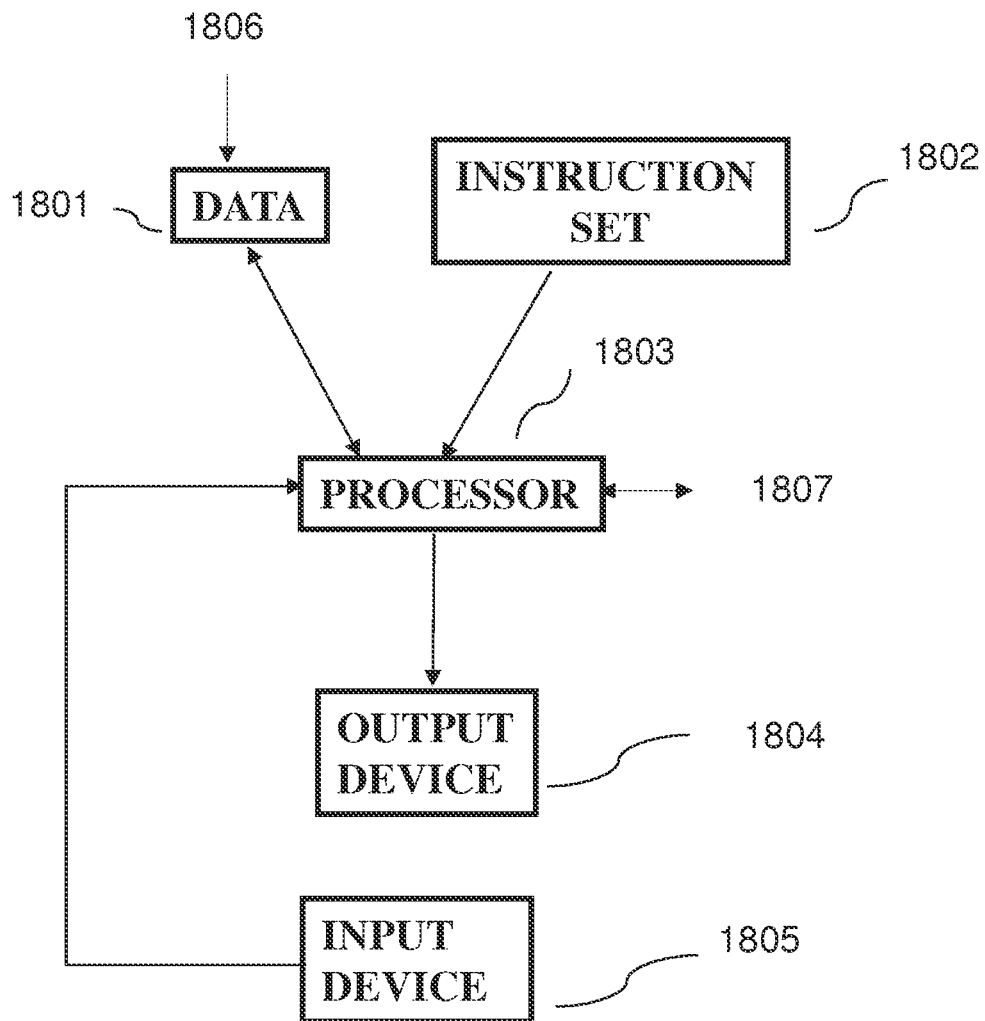 1806
1801
DATA
INSTRUCTION
SET
1802
1803
PROCESSOR
1807
OUTPUT
DEVICE
1804
INPUT
DEVICE
1805